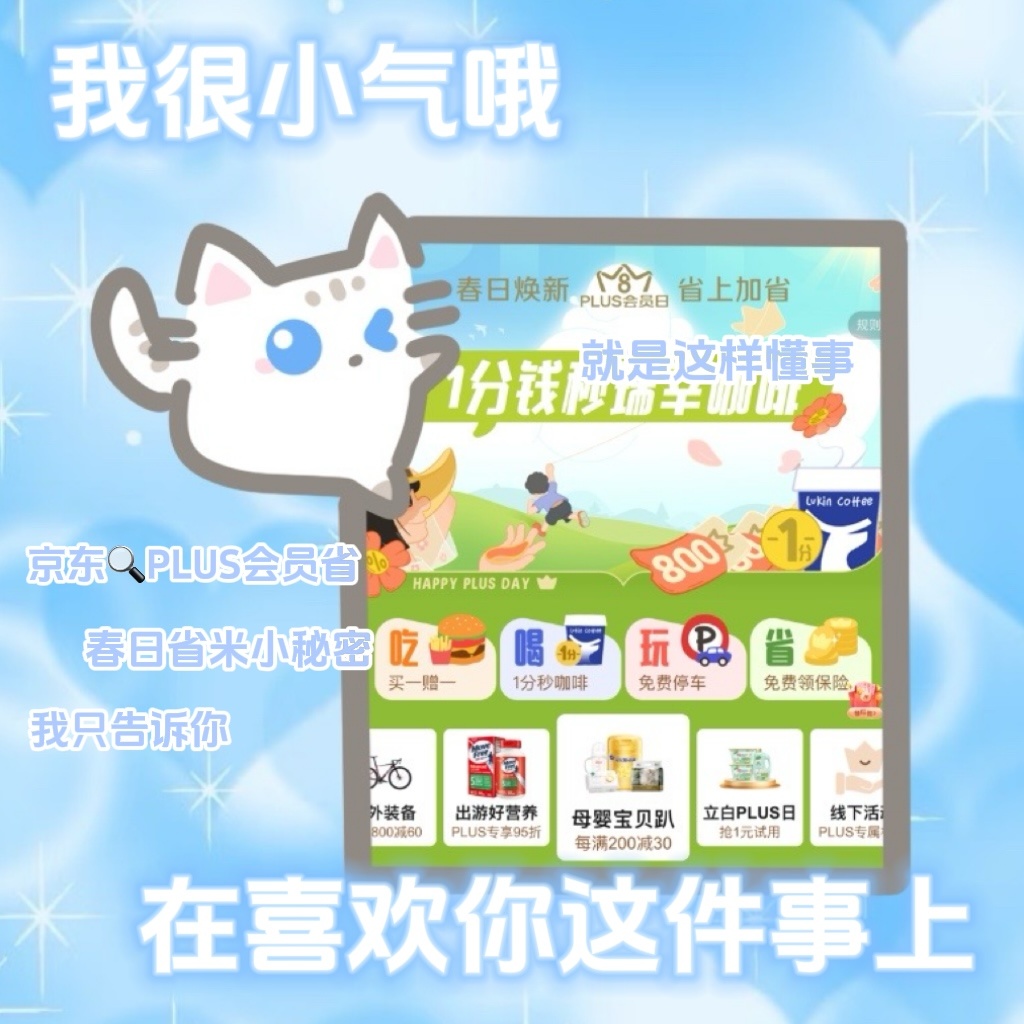 我很小气哦
春日焕新 8 PLUS会员日 省上加省
规则
就是这样懂事
1分钱秒瑞幸咖啡
Lukin Coffee
1分
800
%
HAPPY PLUS DAY
京东🔍PLUS会员省
春日省米小秘密
我只告诉你
吃 喝 玩 省
买一赠一 1分秒咖啡 免费停车 免费领保险
外装备 出游好营养 母婴宝贝趴 立白PLUS日 线下活
800减60 PLUS专享95折 每满200减30 抢1元试用 PLUS专属
在喜欢你这件事上